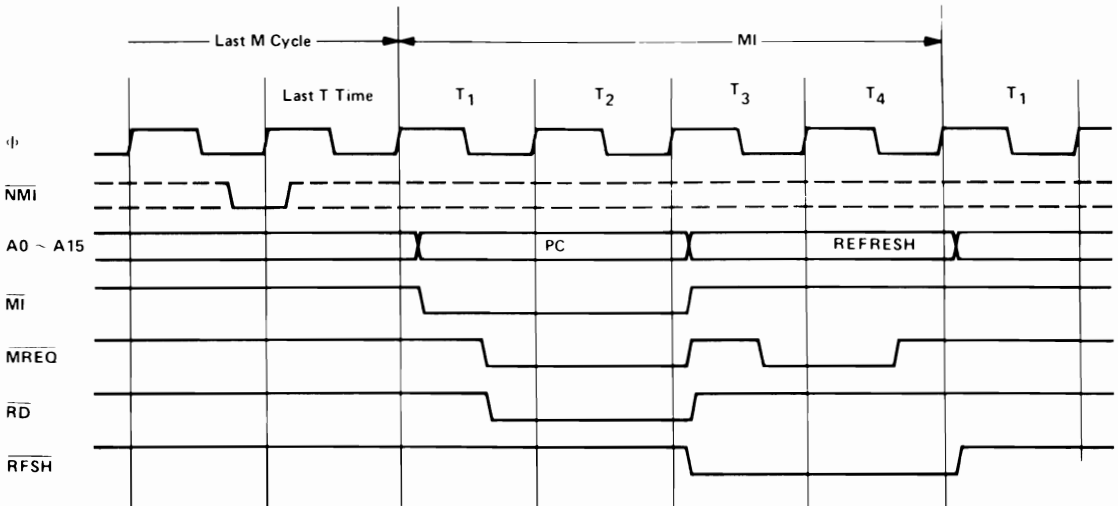 Last M Cycle MI
Last T Time T1 T2 T3 T4 T1
Φ
NMI
A0 ~ A15 PC REFRESH
MI
MREQ
RD
RFSH